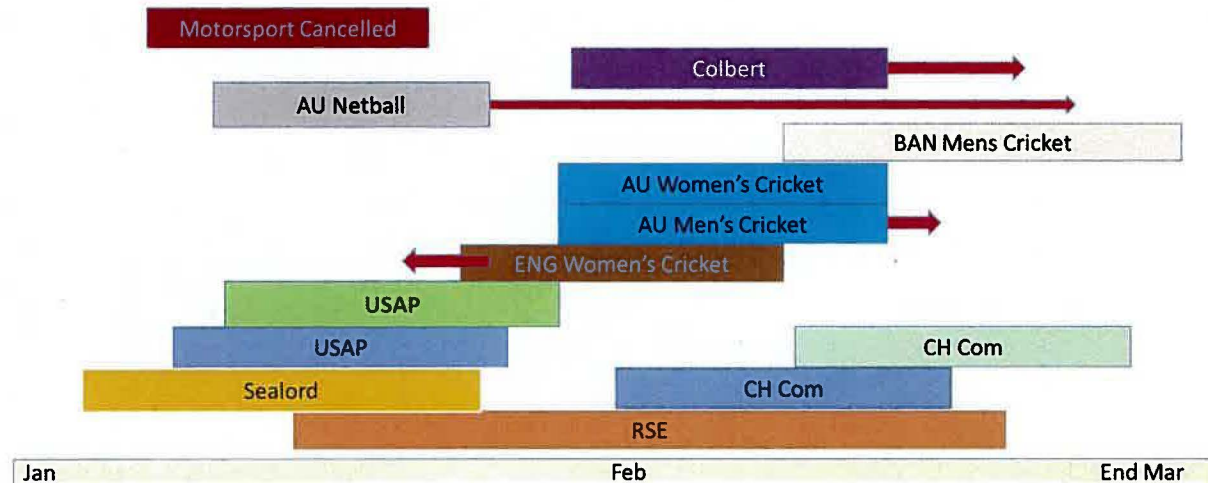 Motorsport Cancelled
Colbert
AU Netball
BAN Mens Cricket
AU Women's Cricket
AU Men's Cricket
ENG Women's Cricket
USAP
USAP
CH Com
Sealord
CH Com
RSE
Jan Feb End Mar